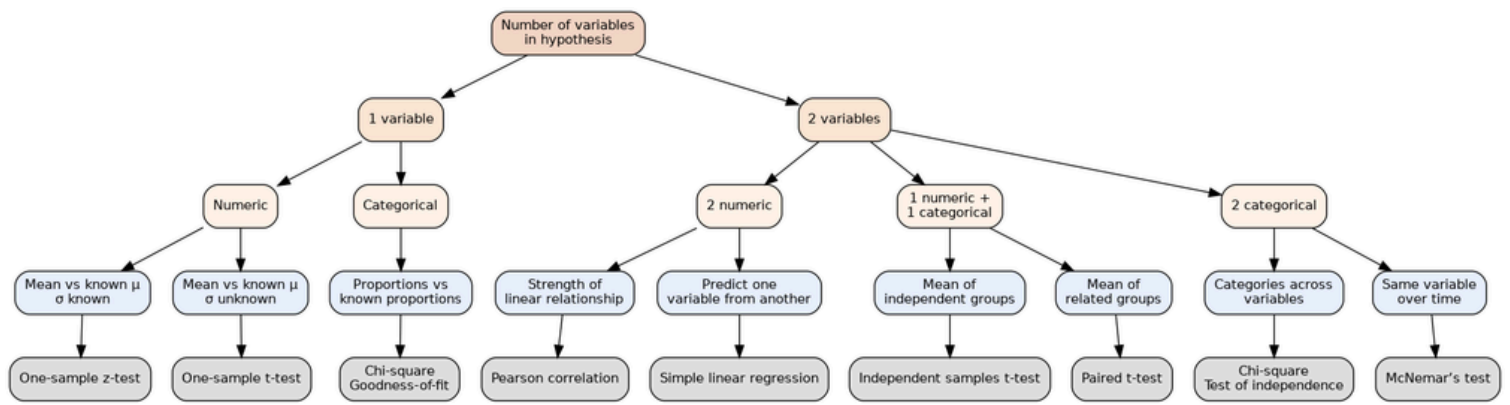 Number of variables
in hypothesis
1 variable
2 variables
Numeric
Categorical
2 numeric
1 numeric +
1 categorical
2 categorical
Mean vs known μ
σ known
Mean vs known μ
σ unknown
Proportions vs
known proportions
Strength of
linear relationship
Predict one
variable from another
Mean of
independent groups
Mean of
related groups
Categories across
variables
Same variable
over time
One-sample z-test
One-sample t-test
Chi-square
Goodness-of-fit
Pearson correlation
Simple linear regression
Independent samples t-test
Paired t-test
Chi-square
Test of independence
McNemar's test